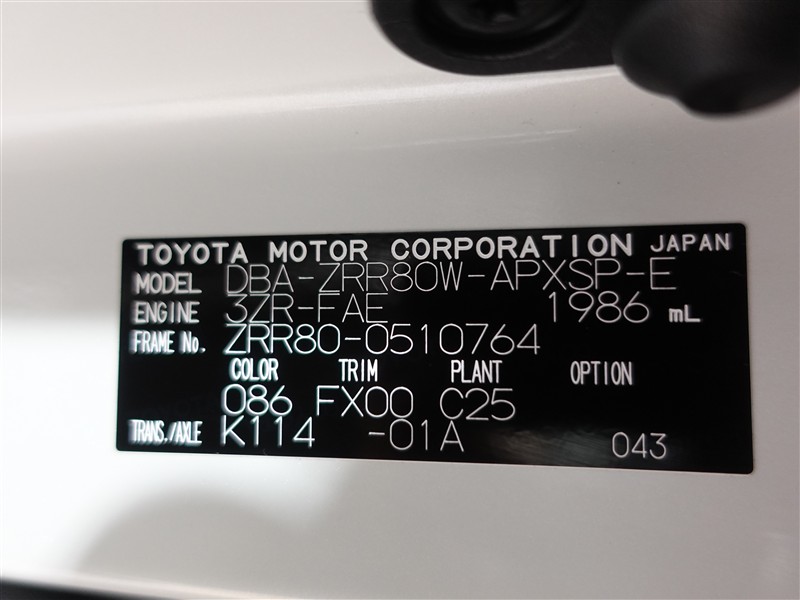 TOYOTA MOTOR CORPORATION JAPAN
MODEL DBA-ZRR80W-APXSP-E
ENGINE 3ZR-FAE 1986 mL
FRAME No. ZRR80-0510764
COLOR TRIM PLANT OPTION
086 FX00 C25
TRANS./AXLE K114 -01A 043